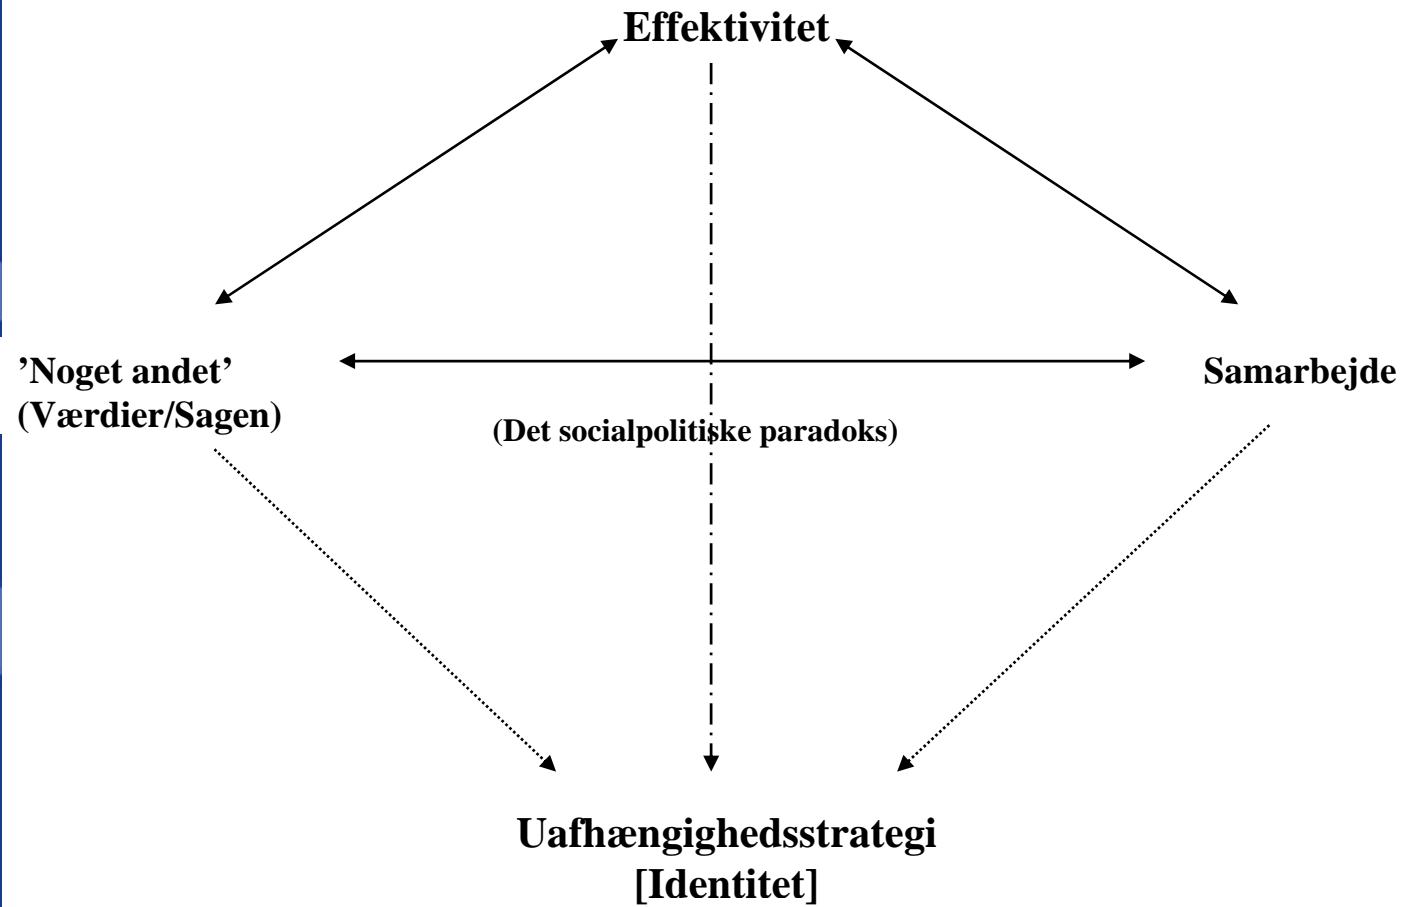 Effektivitet
’Noget andet’
(Værdier/Sagen)
Samarbejde
(Det socialpolitiske paradoks)
Uafhængighedsstrategi
[Identitet]